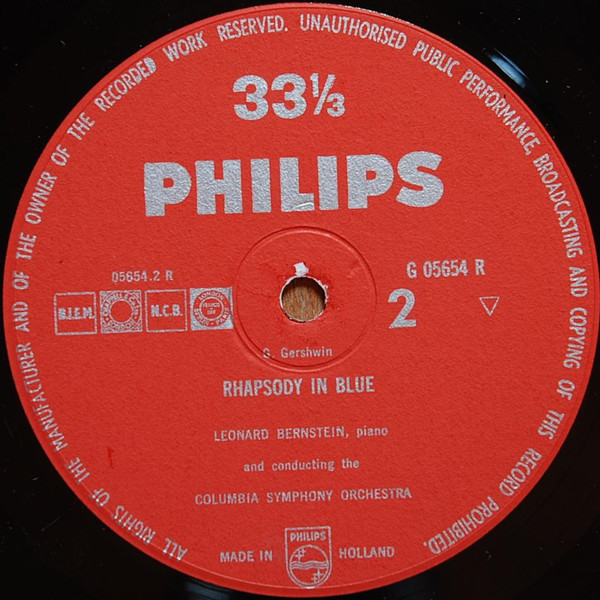 ALL RIGHTS OF THE MANUFACTURER AND OF THE OWNER OF THE RECORDED WORK RESERVED. UNAUTHORISED PUBLIC PERFORMANCE, BROADCASTING AND COPYING OF THIS RECORD PROHIBITED.
33⅓
PHILIPS
05654.2 R
G 05654 R
B.I.E.M.
N.C.B.
2
G. Gershwin
RHAPSODY IN BLUE
LEONARD BERNSTEIN, piano
and conducting the
COLUMBIA SYMPHONY ORCHESTRA
PHILIPS
MADE IN HOLLAND